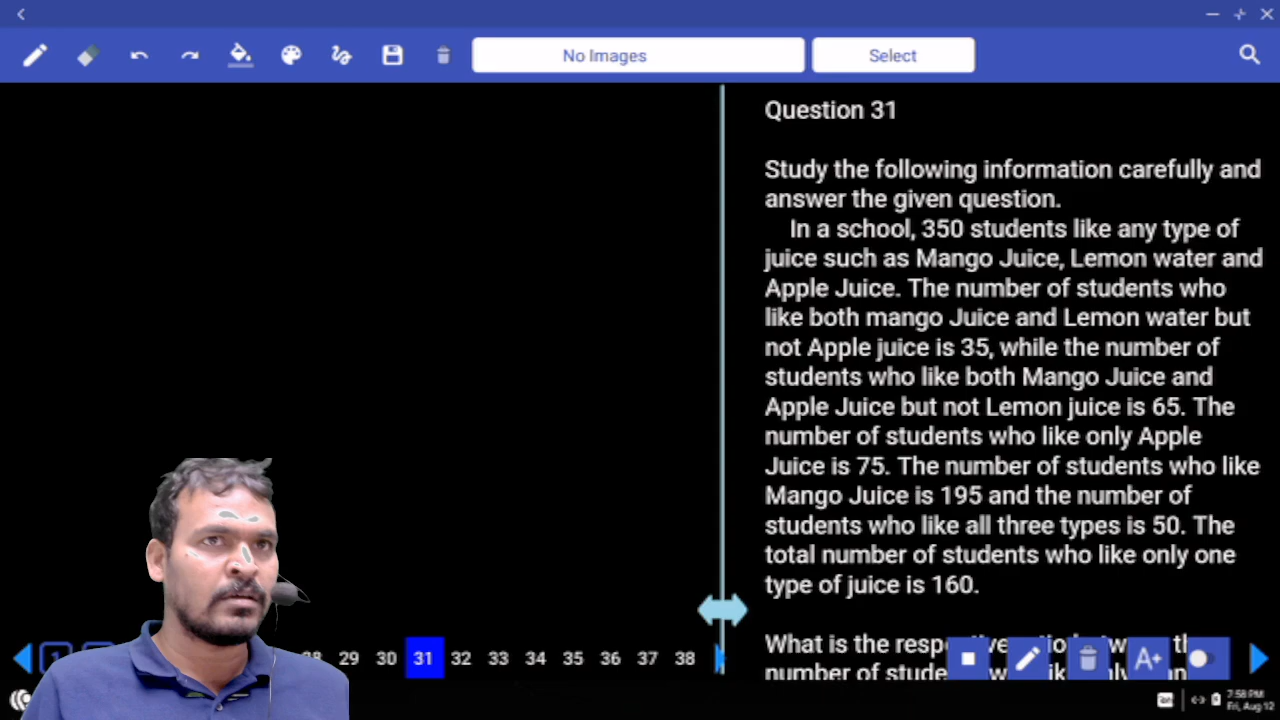 No Images
Select
Question 31
Study the following information carefully and
answer the given question.
In a school, 350 students like any type of
juice such as Mango Juice, Lemon water and
Apple Juice. The number of students who
like both mango Juice and Lemon water but
not Apple juice is 35, while the number of
students who like both Mango Juice and
Apple Juice but not Lemon juice is 65. The
number of students who like only Apple
Juice is 75. The number of students who like
Mango Juice is 195 and the number of
students who like all three types is 50. The
total number of students who like only one
type of juice is 160.
What is the
number of
29 30 31 32 33 34 35 36 37 38
A+
7:58 PM
Fri, Aug 12